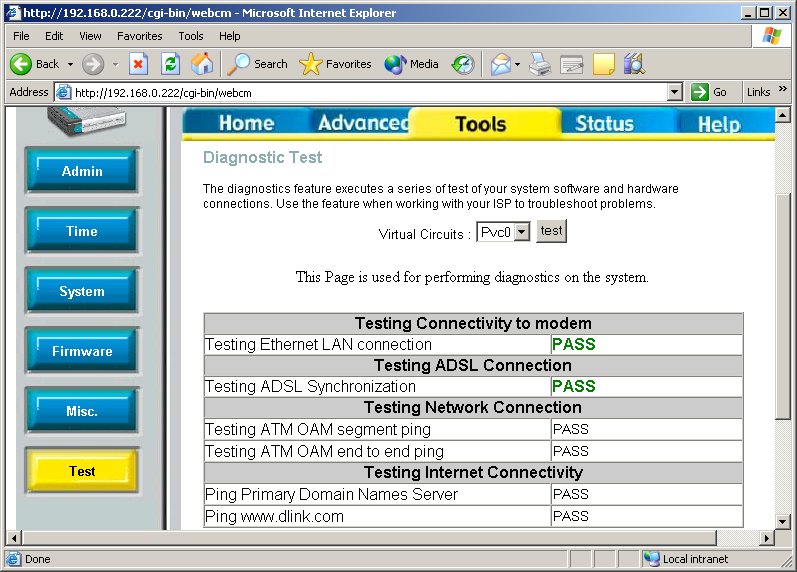 http://192.168.0.222/cgi-bin/webcm - Microsoft Internet Explorer
File Edit View Favorites Tools Help
Back Search Favorites Media
Address http://192.168.0.222/cgi-bin/webcm Go Links »
Home Advanced Tools Status Help
Admin
Time
System
Firmware
Misc.
Test
Diagnostic Test
The diagnostics feature executes a series of test of your system software and hardware
connections. Use the feature when working with your ISP to troubleshoot problems.
Virtual Circuits : Pvc0 test
This Page is used for performing diagnostics on the system.
Testing Connectivity to modem
Testing Ethernet LAN connection PASS
Testing ADSL Connection
Testing ADSL Synchronization PASS
Testing Network Connection
Testing ATM OAM segment ping PASS
Testing ATM OAM end to end ping PASS
Testing Internet Connectivity
Ping Primary Domain Names Server PASS
Ping www.dlink.com PASS
Done Local intranet